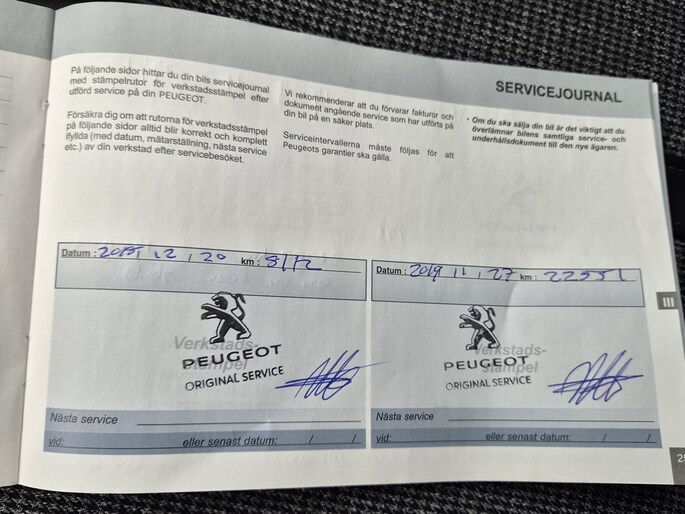 SERVICEJOURNAL
På följande sidor hittar du din bils servicejournal
med stämpelrutor för verkstadsstämpel efter
utförd service på din PEUGEOT.
Försäkra dig om att rutorna för verkstadsstämpel
på följande sidor alltid blir korrekt och komplett
ifyllda (med datum, mätarställning, nästa service
etc.) av din verkstad efter servicebesöket.
Vi rekommenderar att du förvarar fakturor och
dokument angående service som har utförts på
din bil på en säker plats.
Serviceintervallerna måste följas för att
Peugeots garantier ska gälla.
• Om du ska sälja din bil är det viktigt att du
överlämnar bilens samtliga service- och
underhållsdokument till den nye ägaren.
Datum : , 12 , 20 km :
Verkstads-
stämpel
PEUGEOT
ORIGINAL SERVICE
Nästa service
vid: eller senast datum: / /
Datum : 2019 , 11 , 27 km : 22551
Verkstads-
stämpel
PEUGEOT
ORIGINAL SERVICE
Nästa service
vid: eller senast datum: / /
III